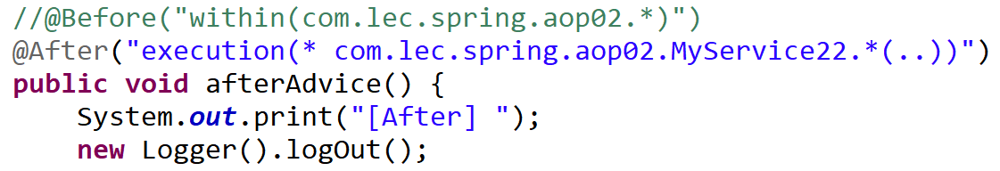 //@Before("within(com.lec.spring.aop02.*)")
@After("execution(* com.lec.spring.aop02.MyService22.*(..))")
public void afterAdvice() {
    System.out.print("[After] ");
    new Logger().logOut();